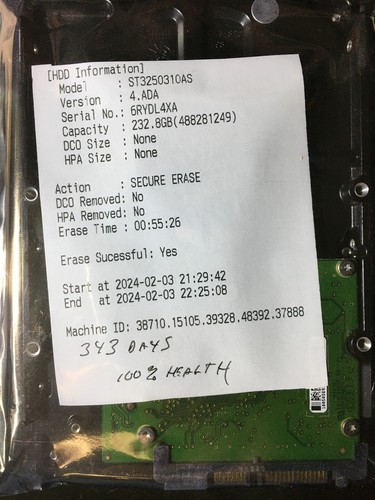 [HDD Information]
Model : ST3250310AS
Version : 4.ADA
Serial No.: 6RYDL4XA
Capacity : 232.8GB(488281249)
DCO Size : None
HPA Size : None
Action : SECURE ERASE
DCO Removed: No
HPA Removed: No
Erase Time : 00:55:26
Erase Sucessful: Yes
Start at 2024-02-03 21:29:42
End at 2024-02-03 22:25:08
Machine ID: 38710.15105.39328.48392.37888
343 DAYS
100% HEALTH